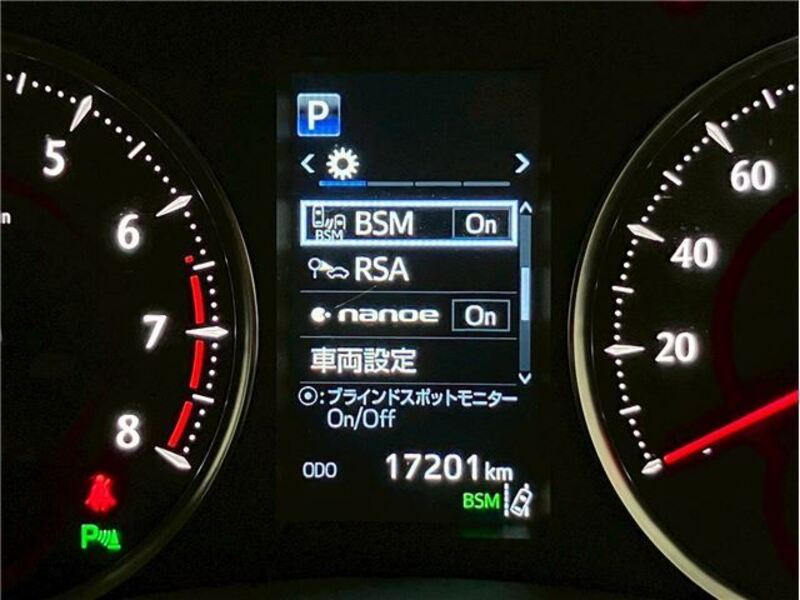 P
BSM
BSM On
RSA
nanoe On
車両設定
:ブラインドスポットモニター
On/Off
ODO 17201 km
BSM
5
6
7
8
P
60
40
20